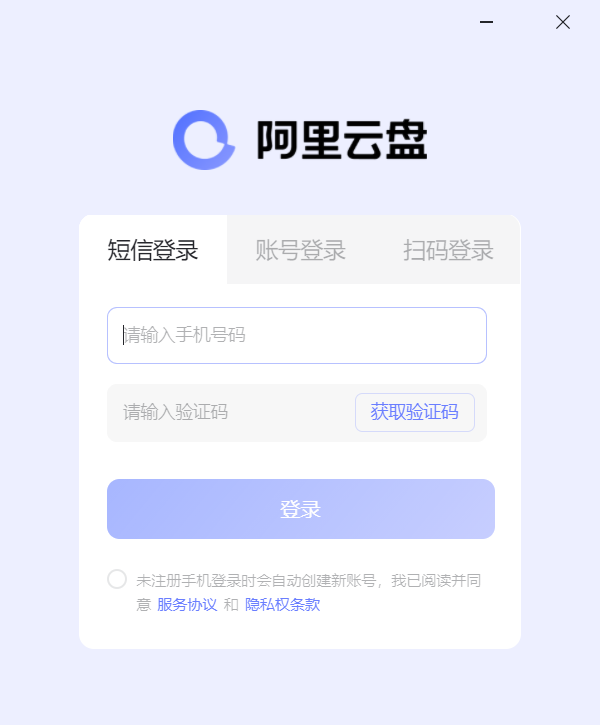 阿里云盘
短信登录 账号登录 扫码登录
请输入手机号码
请输入验证码 获取验证码
登录
未注册手机登录时会自动创建新账号，我已阅读并同
意 服务协议 和 隐私权条款